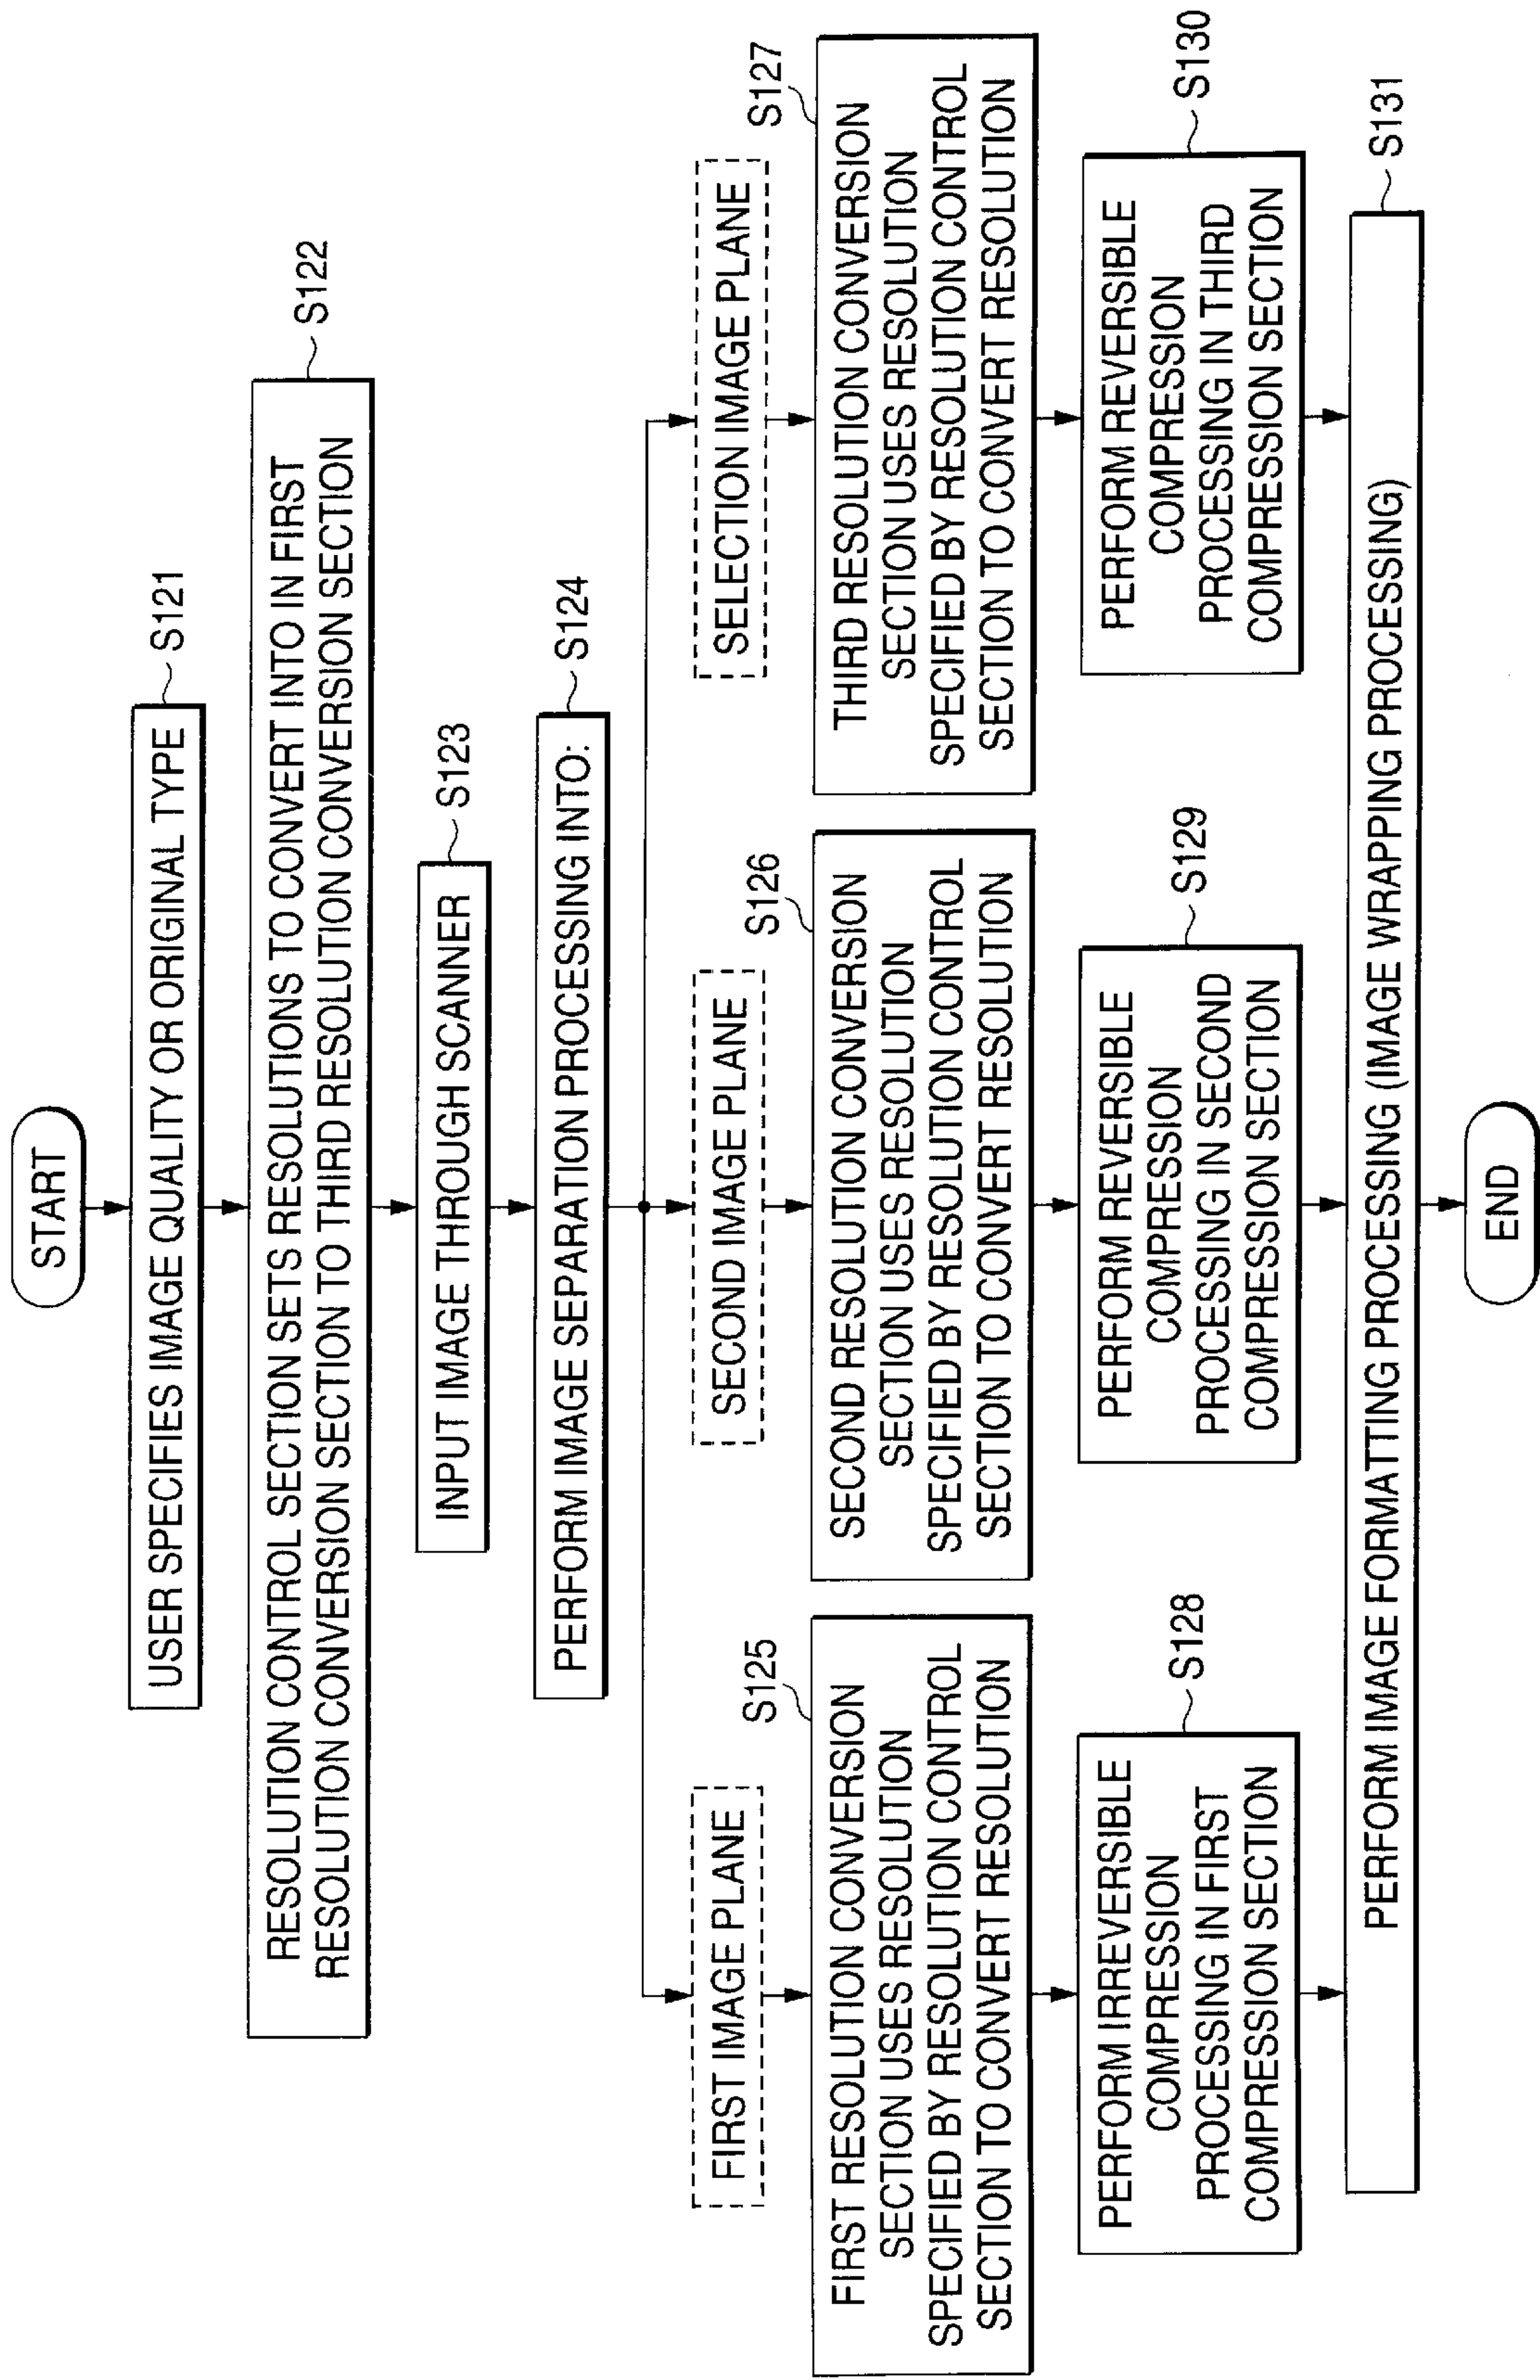 START
USER SPECIFIES IMAGE QUALITY OR ORIGINAL TYPE
S121
RESOLUTION CONTROL SECTION SETS RESOLUTIONS TO CONVERT INTO IN FIRST
RESOLUTION CONVERSION SECTION TO THIRD RESOLUTION CONVERSION SECTION
S122
INPUT IMAGE THROUGH SCANNER
S123
PERFORM IMAGE SEPARATION PROCESSING INTO:
S124
FIRST IMAGE PLANE
SECOND IMAGE PLANE
SELECTION IMAGE PLANE
S125
FIRST RESOLUTION CONVERSION
SECTION USES RESOLUTION
SPECIFIED BY RESOLUTION CONTROL
SECTION TO CONVERT RESOLUTION
S126
SECOND RESOLUTION CONVERSION
SECTION USES RESOLUTION
SPECIFIED BY RESOLUTION CONTROL
SECTION TO CONVERT RESOLUTION
S127
THIRD RESOLUTION CONVERSION
SECTION USES RESOLUTION
SPECIFIED BY RESOLUTION CONTROL
SECTION TO CONVERT RESOLUTION
PERFORM IRREVERSIBLE
COMPRESSION
PROCESSING IN FIRST
COMPRESSION SECTION
S128
PERFORM REVERSIBLE
COMPRESSION
PROCESSING IN SECOND
COMPRESSION SECTION
S129
PERFORM REVERSIBLE
COMPRESSION
PROCESSING IN THIRD
COMPRESSION SECTION
S130
PERFORM IMAGE FORMATTING PROCESSING (IMAGE WRAPPING PROCESSING)
S131
END